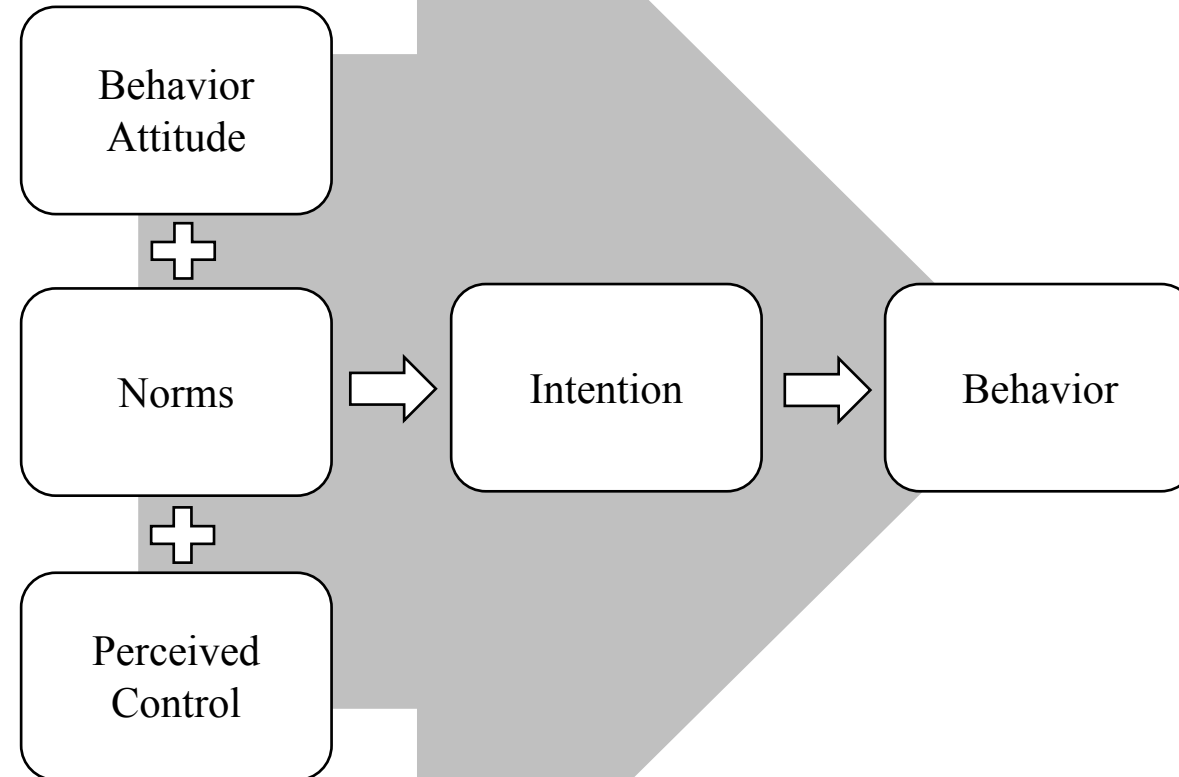 Behavior
Attitude
Norms
Intention
Behavior
Perceived
Control